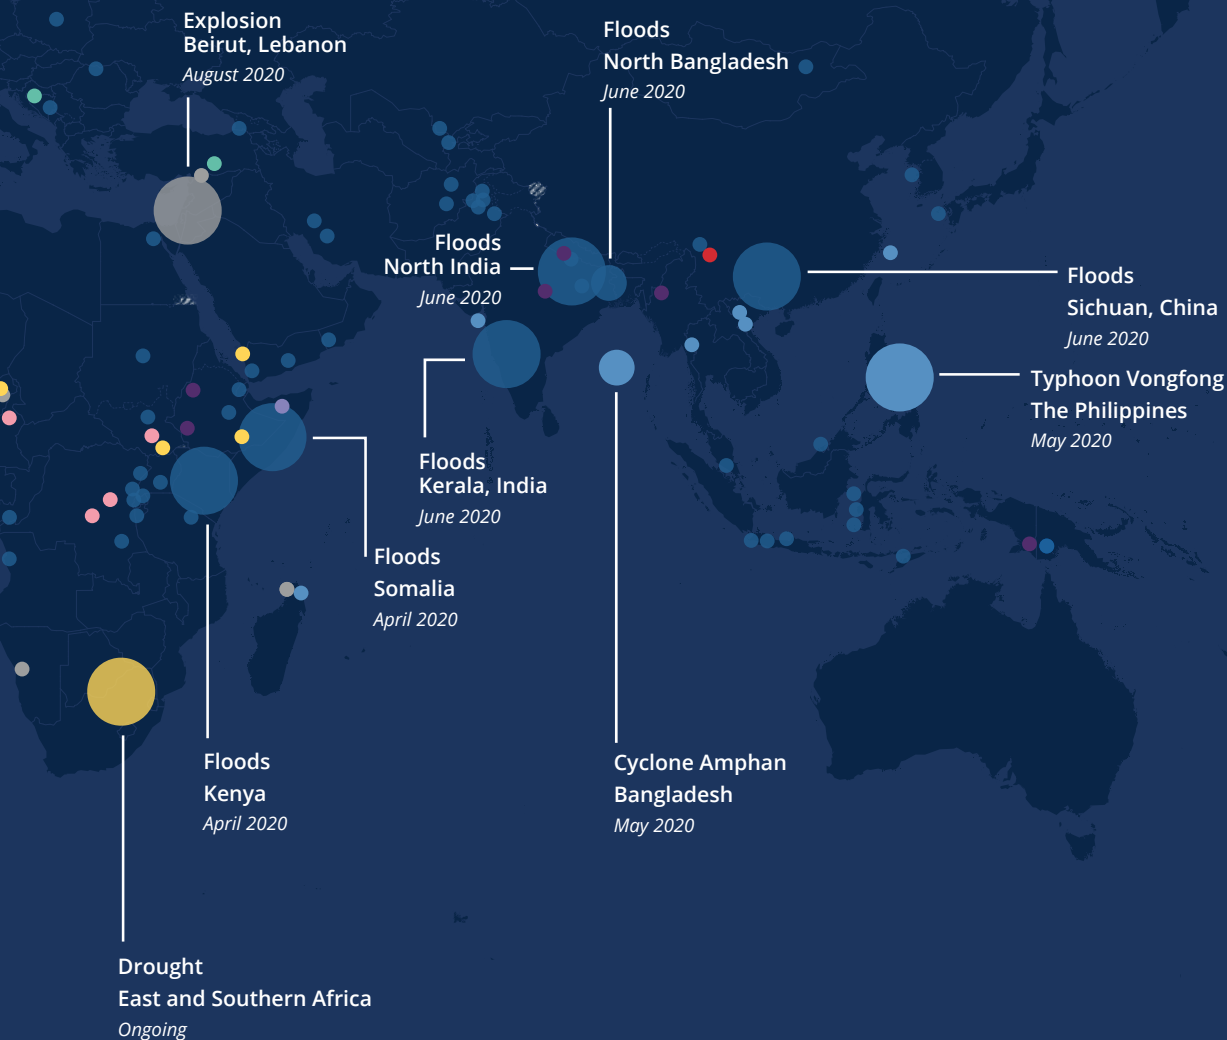 Explosion
Beirut, Lebanon
August 2020
Floods
North Bangladesh
June 2020
Floods
North India
June 2020
Floods
Sichuan, China
June 2020
Typhoon Vongfong
The Philippines
May 2020
Floods
Kerala, India
June 2020
Floods
Somalia
April 2020
Floods
Kenya
April 2020
Cyclone Amphan
Bangladesh
May 2020
Drought
East and Southern Africa
Ongoing